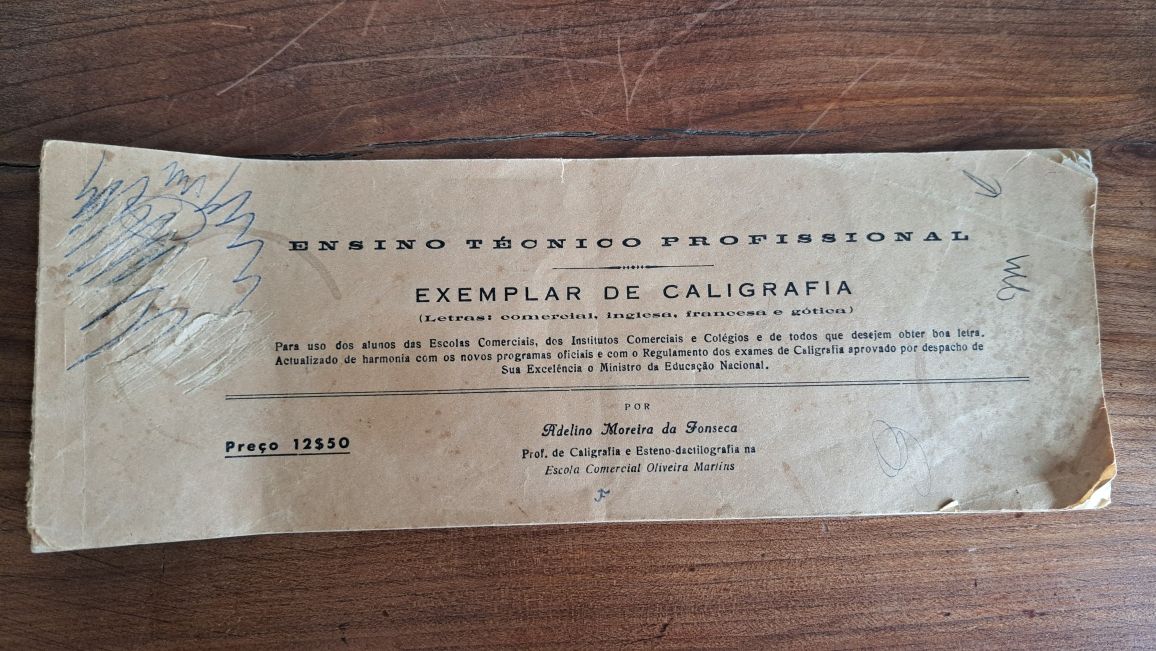 ENSINO TÉCNICO PROFISSIONAL
EXEMPLAR DE CALIGRAFIA
(Letras: comercial, inglesa, francesa e gótica)
Para uso dos alunos das Escolas Comerciais, dos Institutos Comerciais e Colégios e de todos que desejem obter boa letra.
Actualizado de harmonia com os novos programas oficiais e com o Regulamento dos exames de Caligrafia aprovado por despacho de
Sua Excelência o Ministro da Educação Nacional.
POR
Adelino Moreira da Fonseca
Preço 12$50
Prof. de Caligrafia e Esteno-dactilografia na
Escola Comercial Oliveira Martins